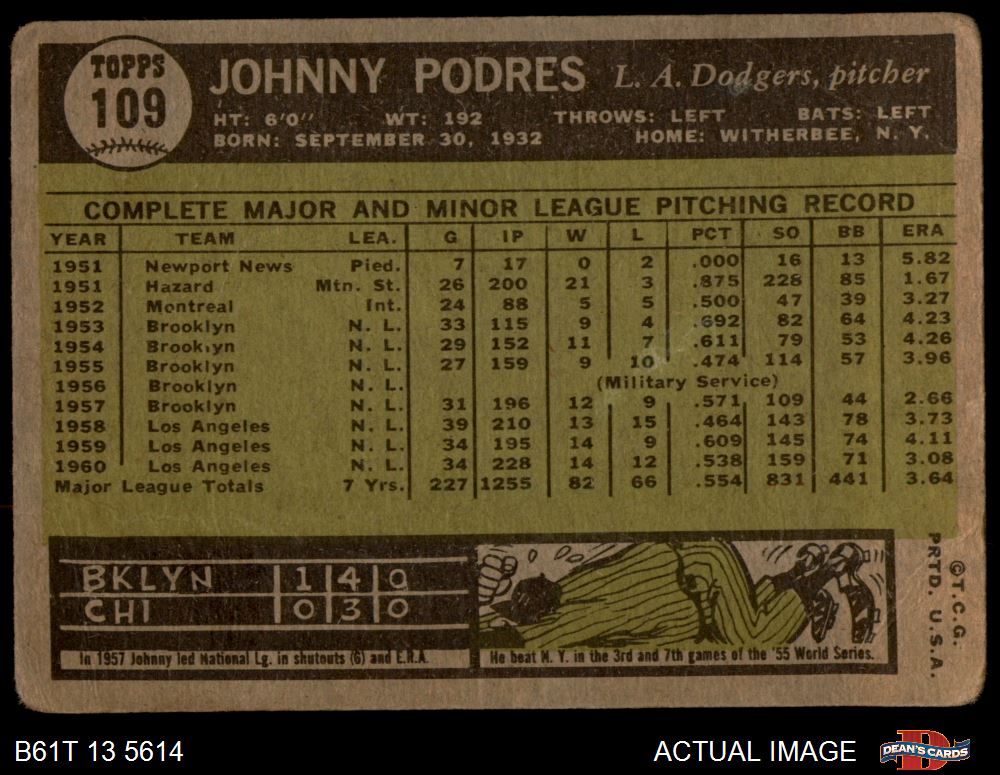 TOPPS
109
JOHNNY PODRES L. A. Dodgers, pitcher
HT: 6'0" WT: 192 THROWS: LEFT BATS: LEFT
BORN: SEPTEMBER 30, 1932 HOME: WITHERBEE, N. Y.
COMPLETE MAJOR AND MINOR LEAGUE PITCHING RECORD
YEAR TEAM LEA. G IP W L PCT SO BB ERA
1951 Newport News Pied. 7 17 0 2 .000 16 13 5.82
1951 Hazard Mtn. St. 26 200 21 3 .875 228 85 1.67
1952 Montreal Int. 24 88 5 5 .500 47 39 3.27
1953 Brooklyn N. L. 33 115 9 4 .692 82 64 4.23
1954 Brooklyn N. L. 29 152 11 7 .611 79 53 4.26
1955 Brooklyn N. L. 27 159 9 10 .474 114 57 3.96
1956 Brooklyn N. L. (Military Service)
1957 Brooklyn N. L. 31 196 12 9 .571 109 44 2.66
1958 Los Angeles N. L. 39 210 13 15 .464 143 78 3.73
1959 Los Angeles N. L. 34 195 14 9 .609 145 74 4.11
1960 Los Angeles N. L. 34 228 14 12 .538 159 71 3.08
Major League Totals 7 Yrs. 227 1255 82 66 .554 831 441 3.64
BKLYN 1 4 0
CHI 0 3 0
In 1957 Johnny led National Lg. in shutouts (6) and E.R.A.
He beat N. Y. in the 3rd and 7th games of the '55 World Series.
©T.C.G.
PRTD. U.S.A.
B61T 13 5614
ACTUAL IMAGE
DEAN'S CARDS